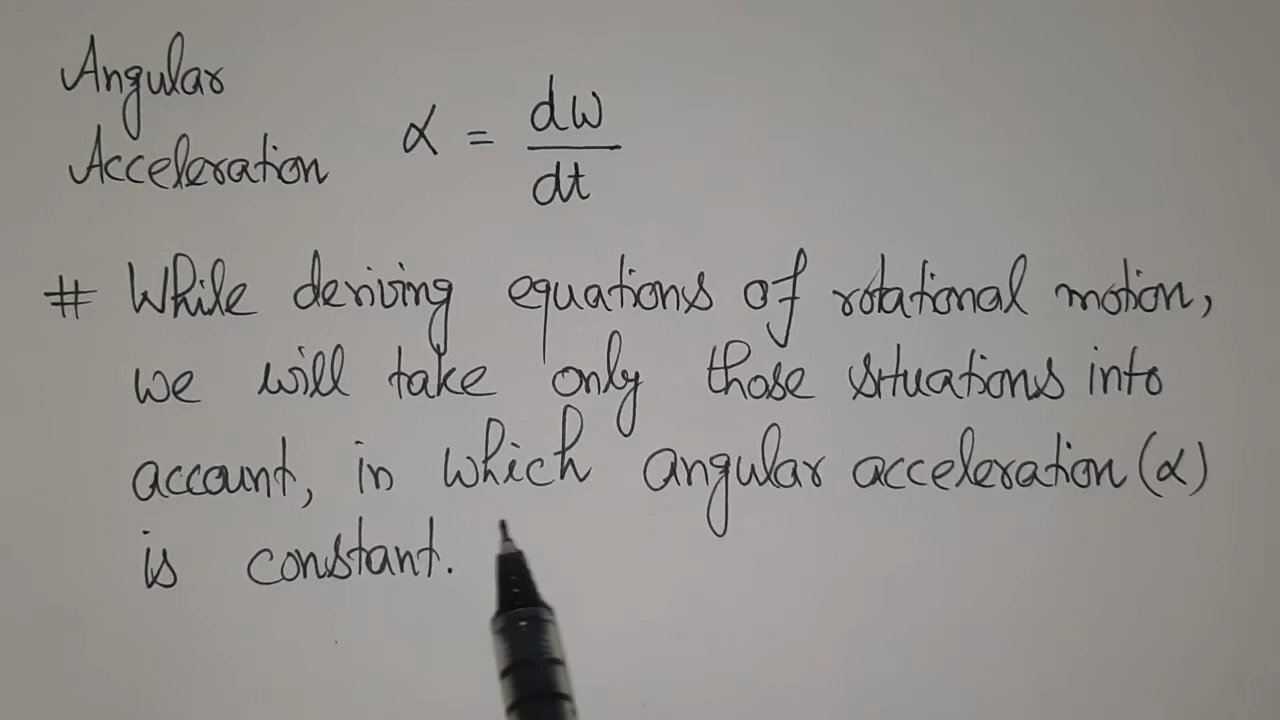 Angular
Acceleration α = dω/dt
# While deriving equations of rotational motion,
we will take only those situations into
account, in which angular acceleration (α)
is constant.